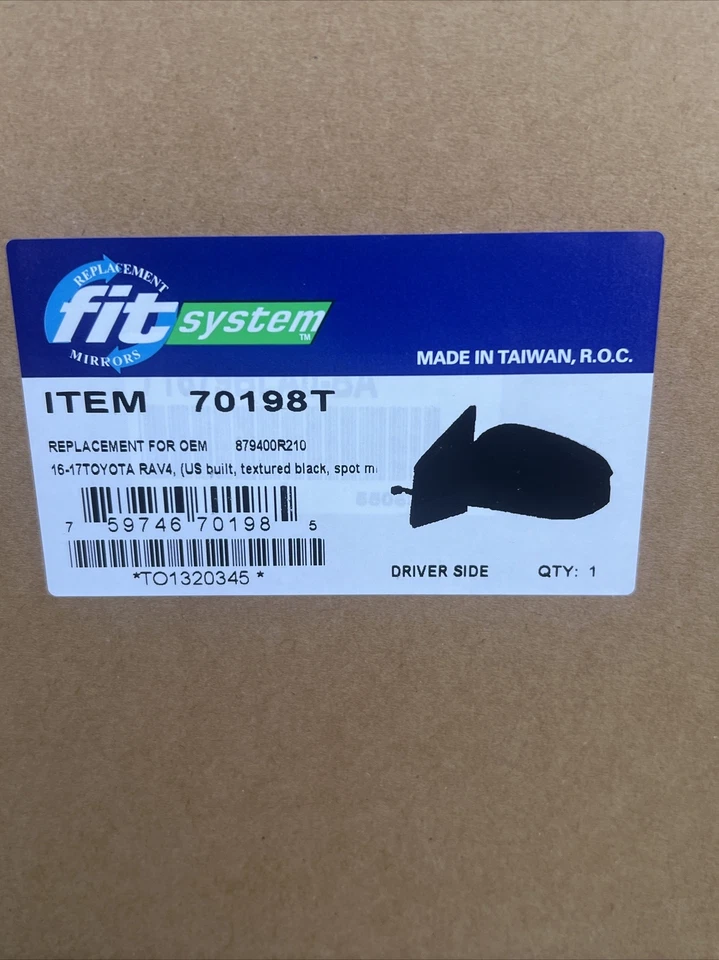 REPLACEMENT
fit system™
MIRRORS
MADE IN TAIWAN, R.O.C.
ITEM 70198T
REPLACEMENT FOR OEM 879400R210
16-17TOYOTA RAV4, (US built, textured black, spot
7 59746 70198 5
*TO1320345 *
DRIVER SIDE QTY: 1